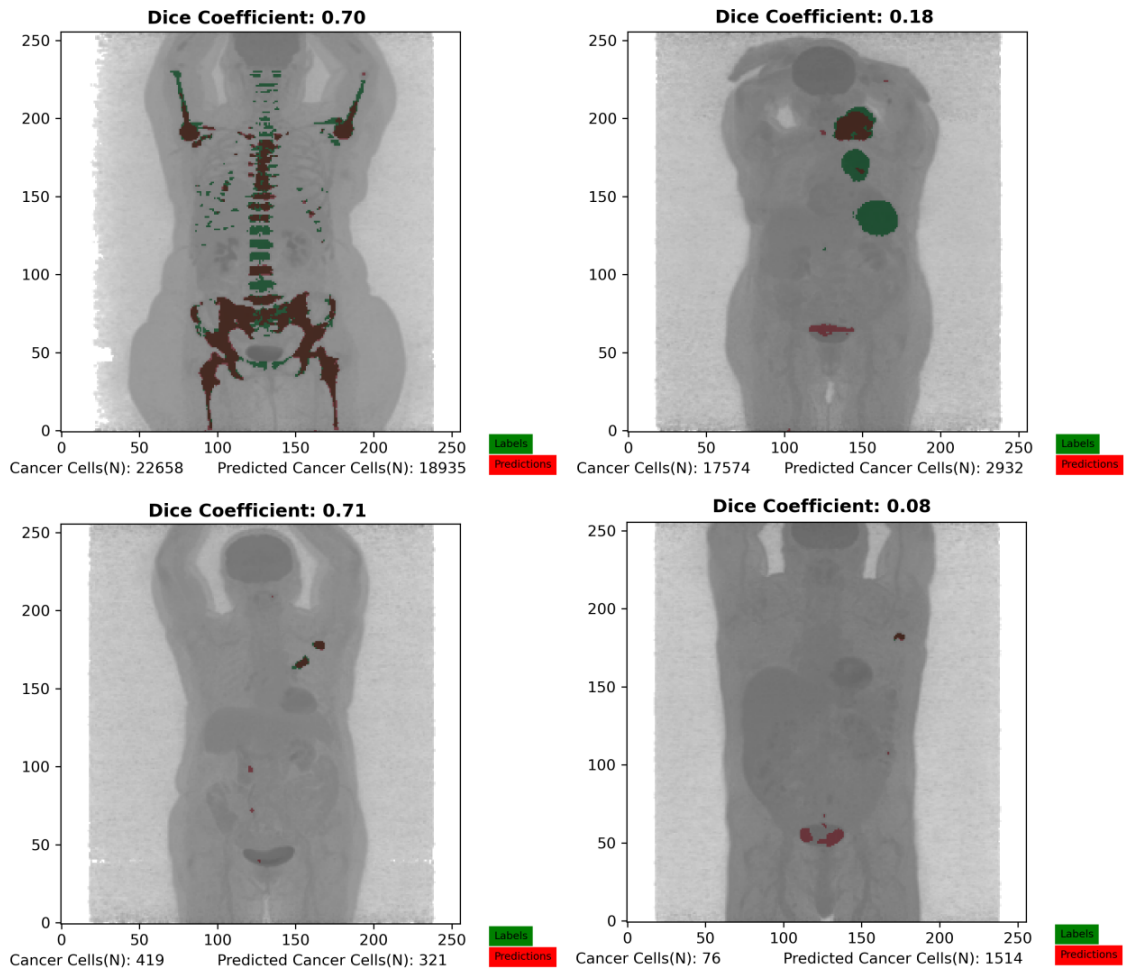 Dice Coefficient: 0.70
250
200
150
100
50
0
0 50 100 150 200 250
Labels
Cancer Cells(N): 22658 Predicted Cancer Cells(N): 18935 Predictions
Dice Coefficient: 0.18
250
200
150
100
50
0
0 50 100 150 200 250
Labels
Cancer Cells(N): 17574 Predicted Cancer Cells(N): 2932 Predictions
Dice Coefficient: 0.71
250
200
150
100
50
0
0 50 100 150 200 250
Labels
Cancer Cells(N): 419 Predicted Cancer Cells(N): 321 Predictions
Dice Coefficient: 0.08
250
200
150
100
50
0
0 50 100 150 200 250
Labels
Cancer Cells(N): 76 Predicted Cancer Cells(N): 1514 Predictions